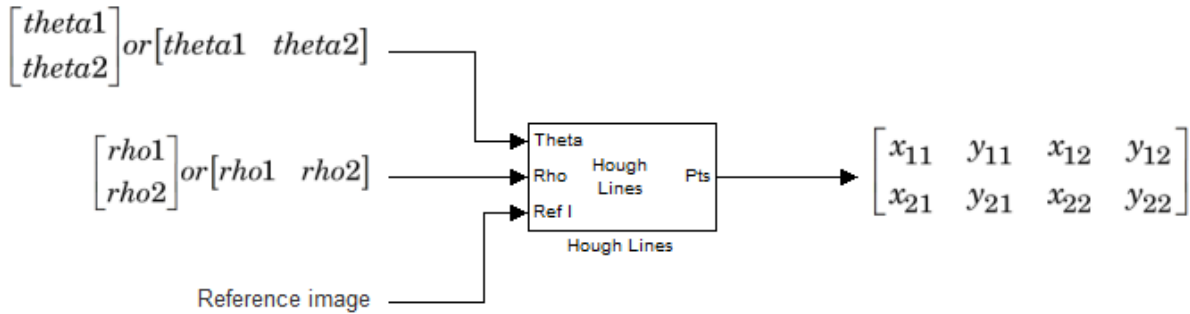 [theta1
theta2] or [theta1 theta2]
[rho1
rho2] or [rho1 rho2]
Reference image
Theta
Rho
Ref I
Hough
Lines
Pts
Hough Lines
[x₁₁ y₁₁ x₁₂ y₁₂
x₂₁ y₂₁ x₂₂ y₂₂]